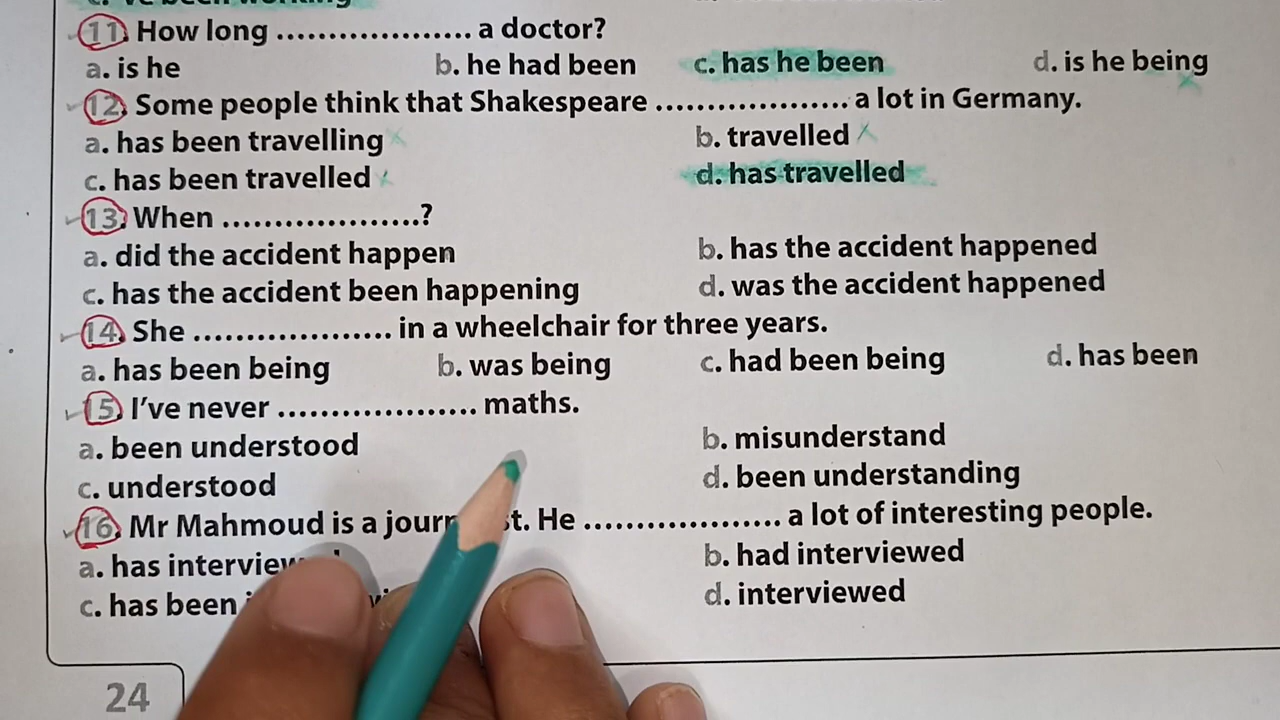 11. How long ................... a doctor?
a. is he b. he had been c. has he been d. is he being
12. Some people think that Shakespeare ................... a lot in Germany.
a. has been travelling b. travelled
c. has been travelled d. has travelled
13. When ...................?
a. did the accident happen b. has the accident happened
c. has the accident been happening d. was the accident happened
14. She ................... in a wheelchair for three years.
a. has been being b. was being c. had been being d. has been
15. I've never ................... maths.
a. been understood b. misunderstand
c. understood d. been understanding
16. Mr Mahmoud is a He ................... a lot of interesting people.
a. has b. had interviewed
c. has been d. interviewed
24